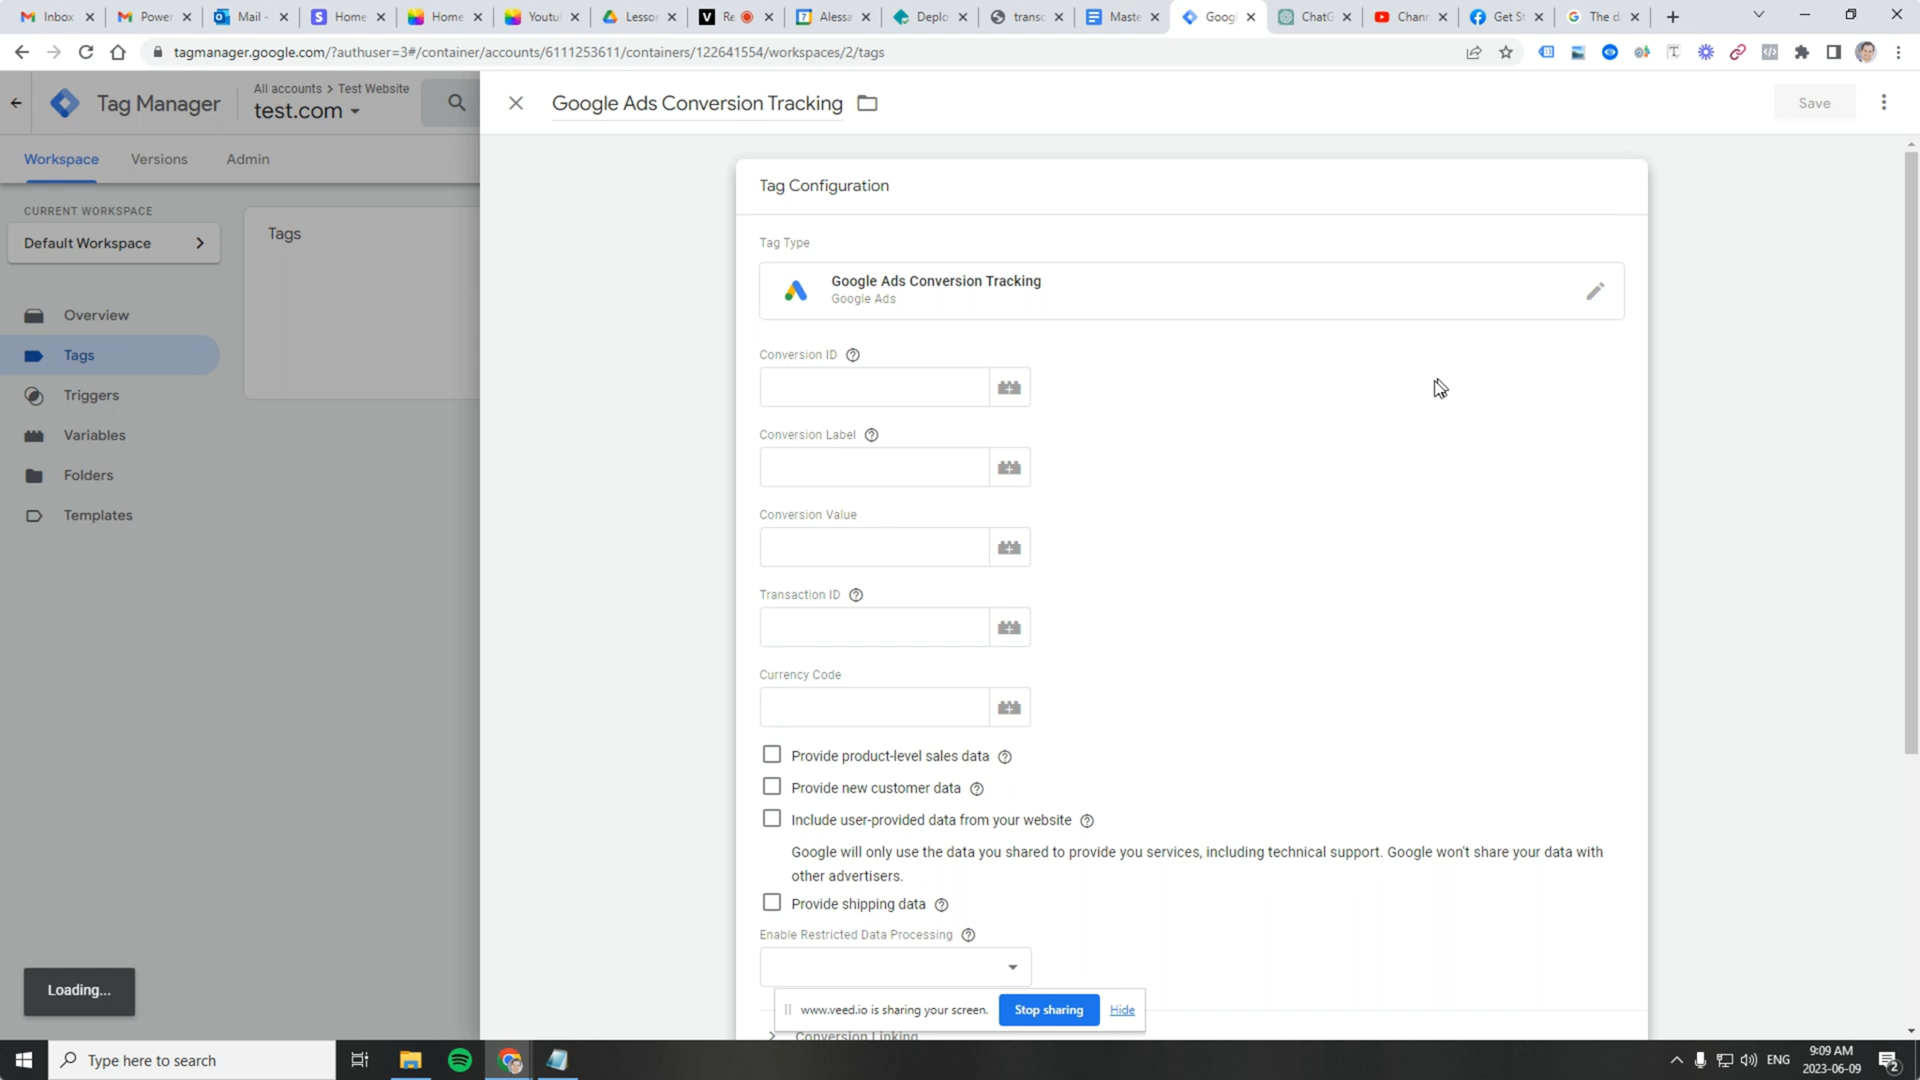 Inbox
Power
Mail -
Home
Home
Youtu
Lessor
Re
Alessa
Deplo
transc
Maste
Googl
ChatG
Chann
Get St
The d
tagmanager.google.com/?authuser=3#/container/accounts/6111253611/containers/122641554/workspaces/2/tags
Tag Manager
All accounts > Test Website
test.com
Google Ads Conversion Tracking
Save
Workspace
Versions
Admin
CURRENT WORKSPACE
Default Workspace
Tags
Overview
Tags
Triggers
Variables
Folders
Templates
Tag Configuration
Tag Type
Google Ads Conversion Tracking
Google Ads
Conversion ID
Conversion Label
Conversion Value
Transaction ID
Currency Code
Provide product-level sales data
Provide new customer data
Include user-provided data from your website
Google will only use the data you shared to provide you services, including technical support. Google won't share your data with
other advertisers.
Provide shipping data
Enable Restricted Data Processing
Loading...
www.veed.io is sharing your screen.
Stop sharing
Hide
Conversion Linking
Type here to search
ENG
9:09 AM
2023-06-09
2